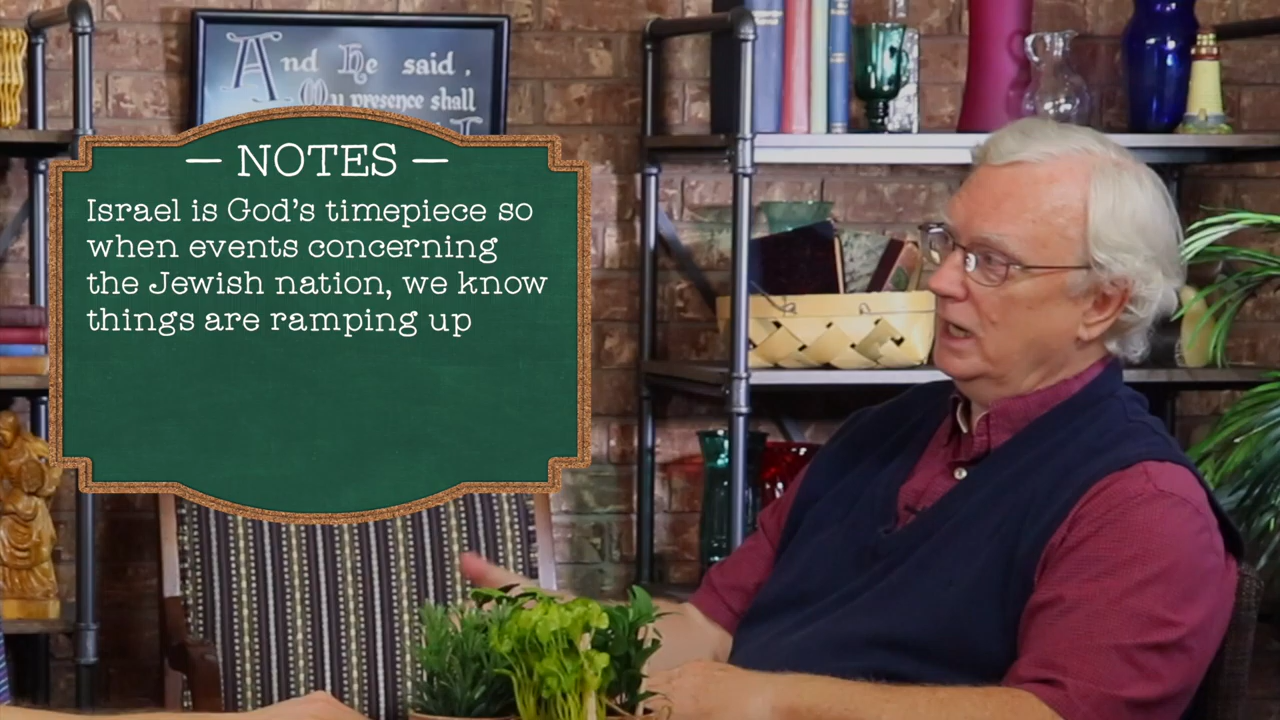 And He said,
My presence shall
— NOTES —
Israel is God's timepiece so
when events concerning
the Jewish nation, we know
things are ramping up